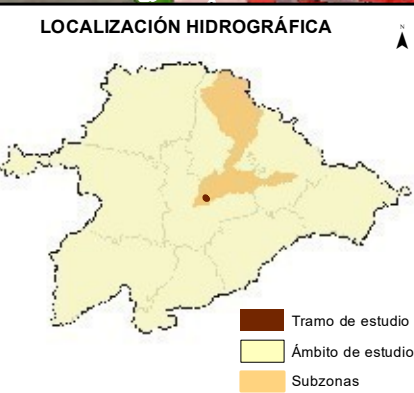 LOCALIZACIÓN HIDROGRÁFICA
N
Tramo de estudio
Ámbito de estudio
Subzonas